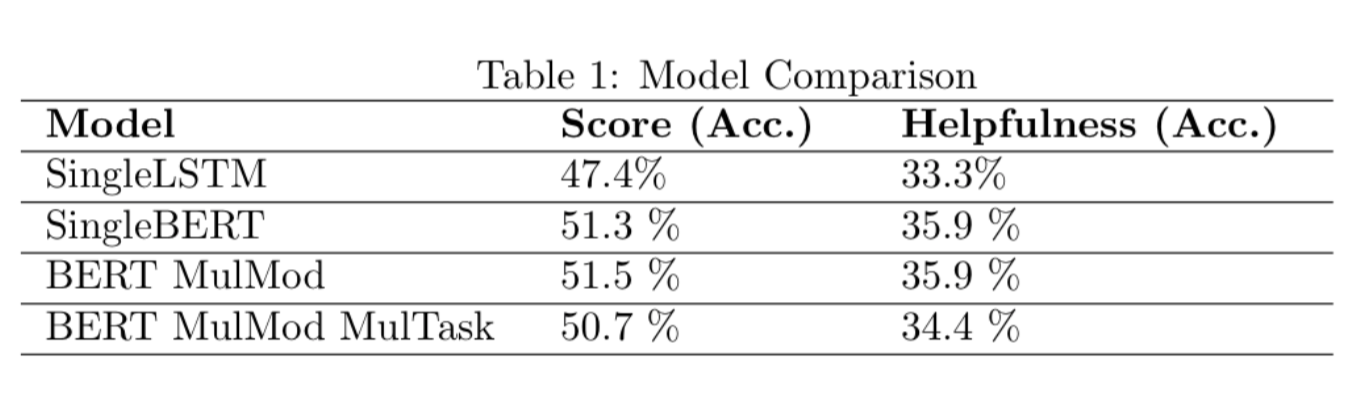 Table 1: Model Comparison
Model Score (Acc.) Helpfulness (Acc.)
SingleLSTM 47.4% 33.3%
SingleBERT 51.3 % 35.9 %
BERT MulMod 51.5 % 35.9 %
BERT MulMod MulTask 50.7 % 34.4 %